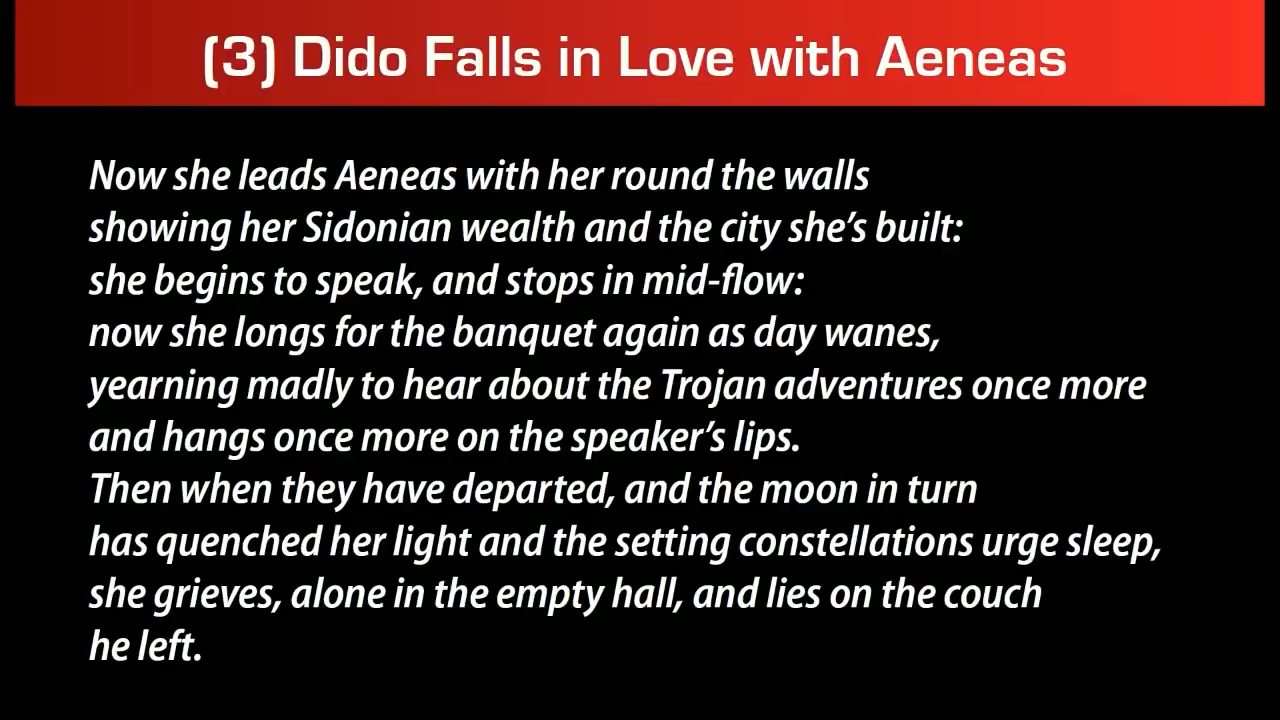 (3) Dido Falls in Love with Aeneas
Now she leads Aeneas with her round the walls
showing her Sidonian wealth and the city she’s built:
she begins to speak, and stops in mid-flow:
now she longs for the banquet again as day wanes,
yearning madly to hear about the Trojan adventures once more
and hangs once more on the speaker’s lips.
Then when they have departed, and the moon in turn
has quenched her light and the setting constellations urge sleep,
she grieves, alone in the empty hall, and lies on the couch
he left.